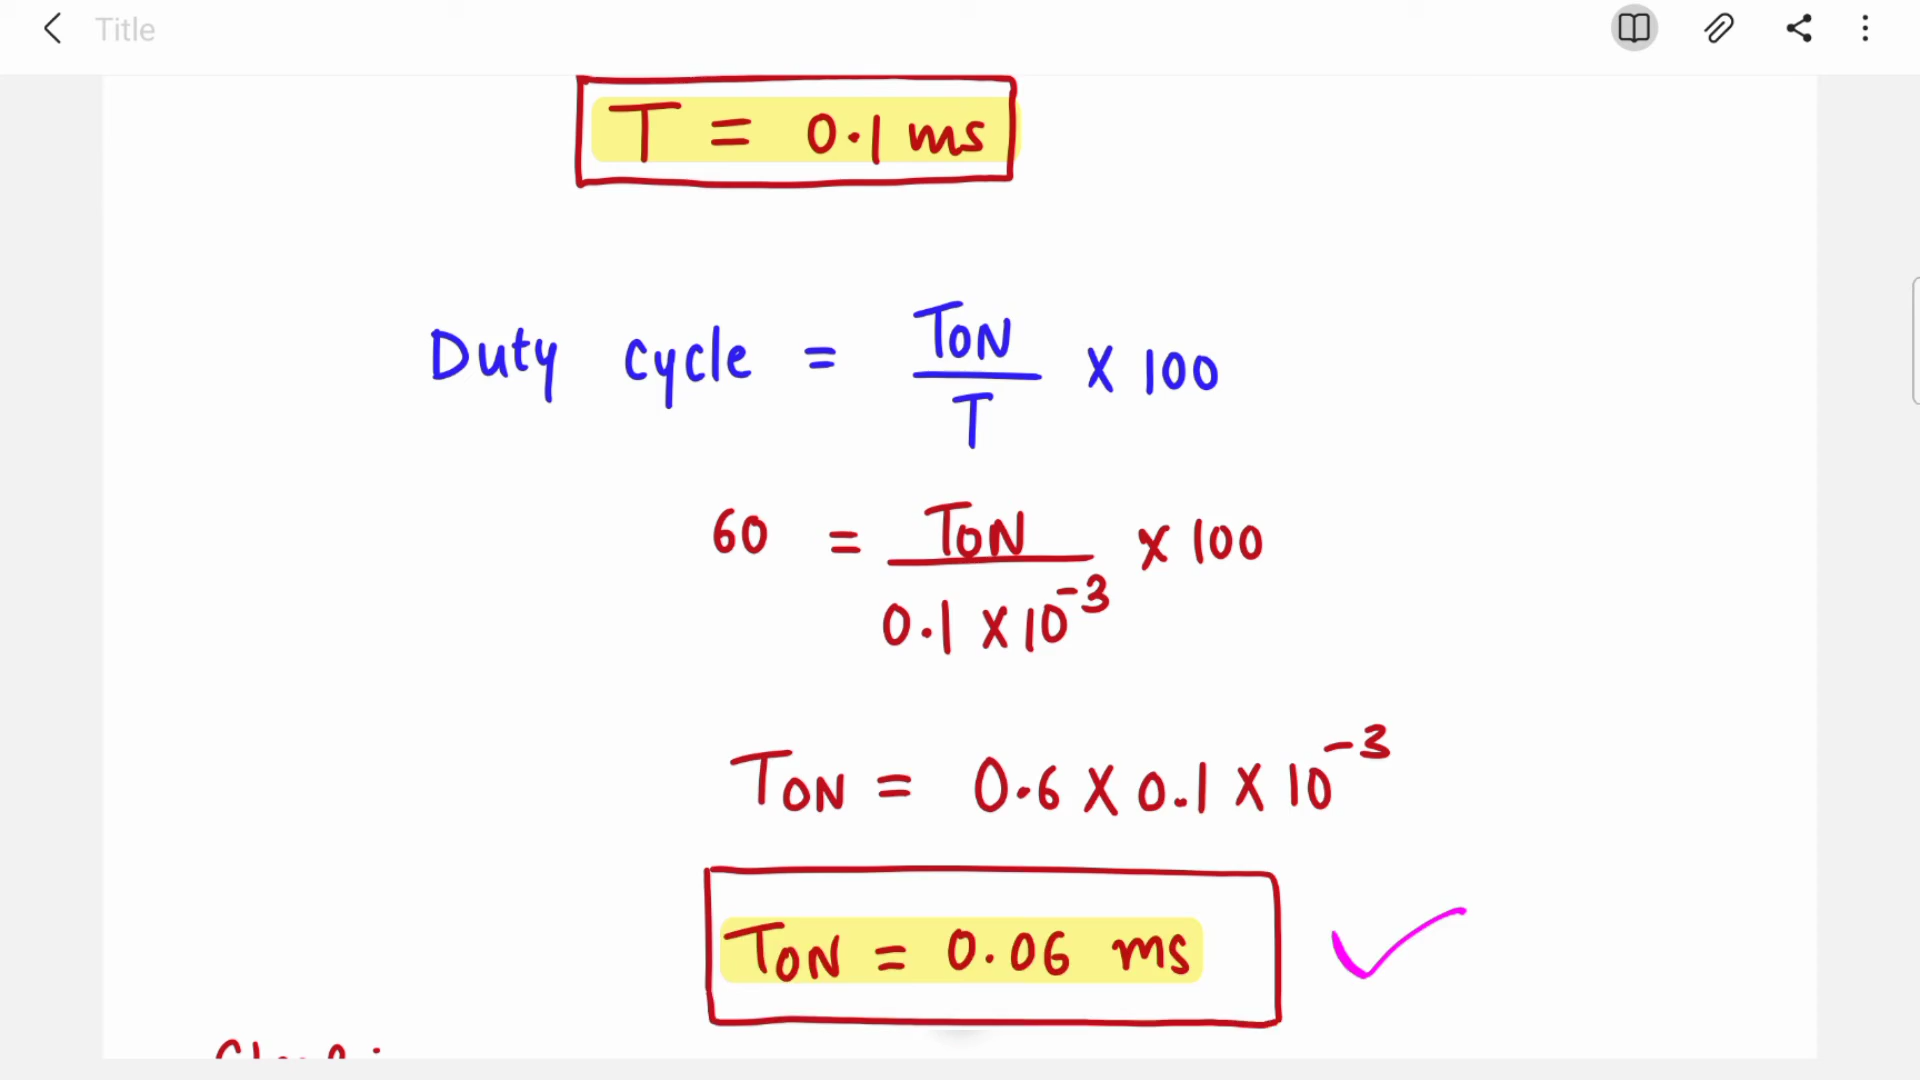 Title
T = 0.1 ms
Duty cycle = TON / T X 100
60 = TON / 0.1 X 10⁻³ X 100
TON = 0.6 X 0.1 X 10⁻³
TON = 0.06 ms